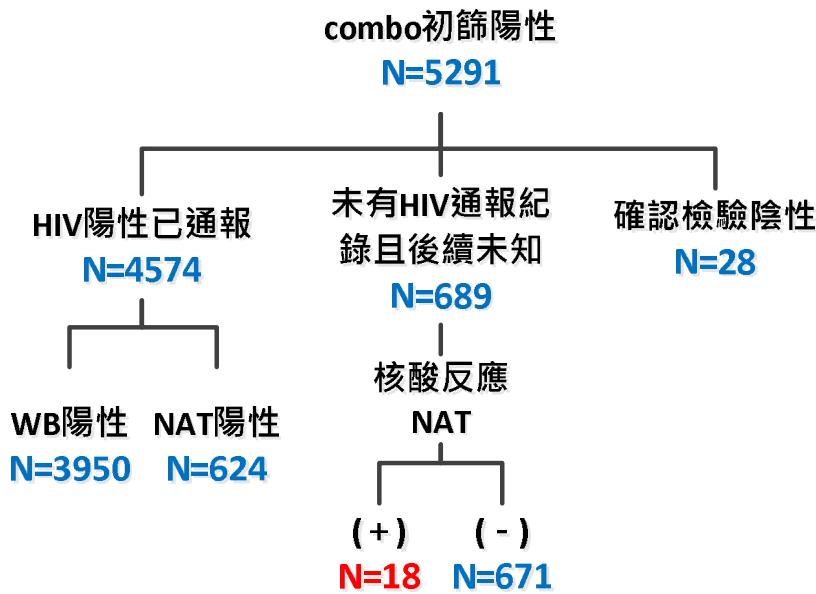 combo初篩陽性
N=5291
HIV陽性已通報
N=4574
未有HIV通報紀
錄且後續未知
N=689
確認檢驗陰性
N=28
WB陽性
N=3950
NAT陽性
N=624
核酸反應
NAT
(+)
N=18
(-)
N=671